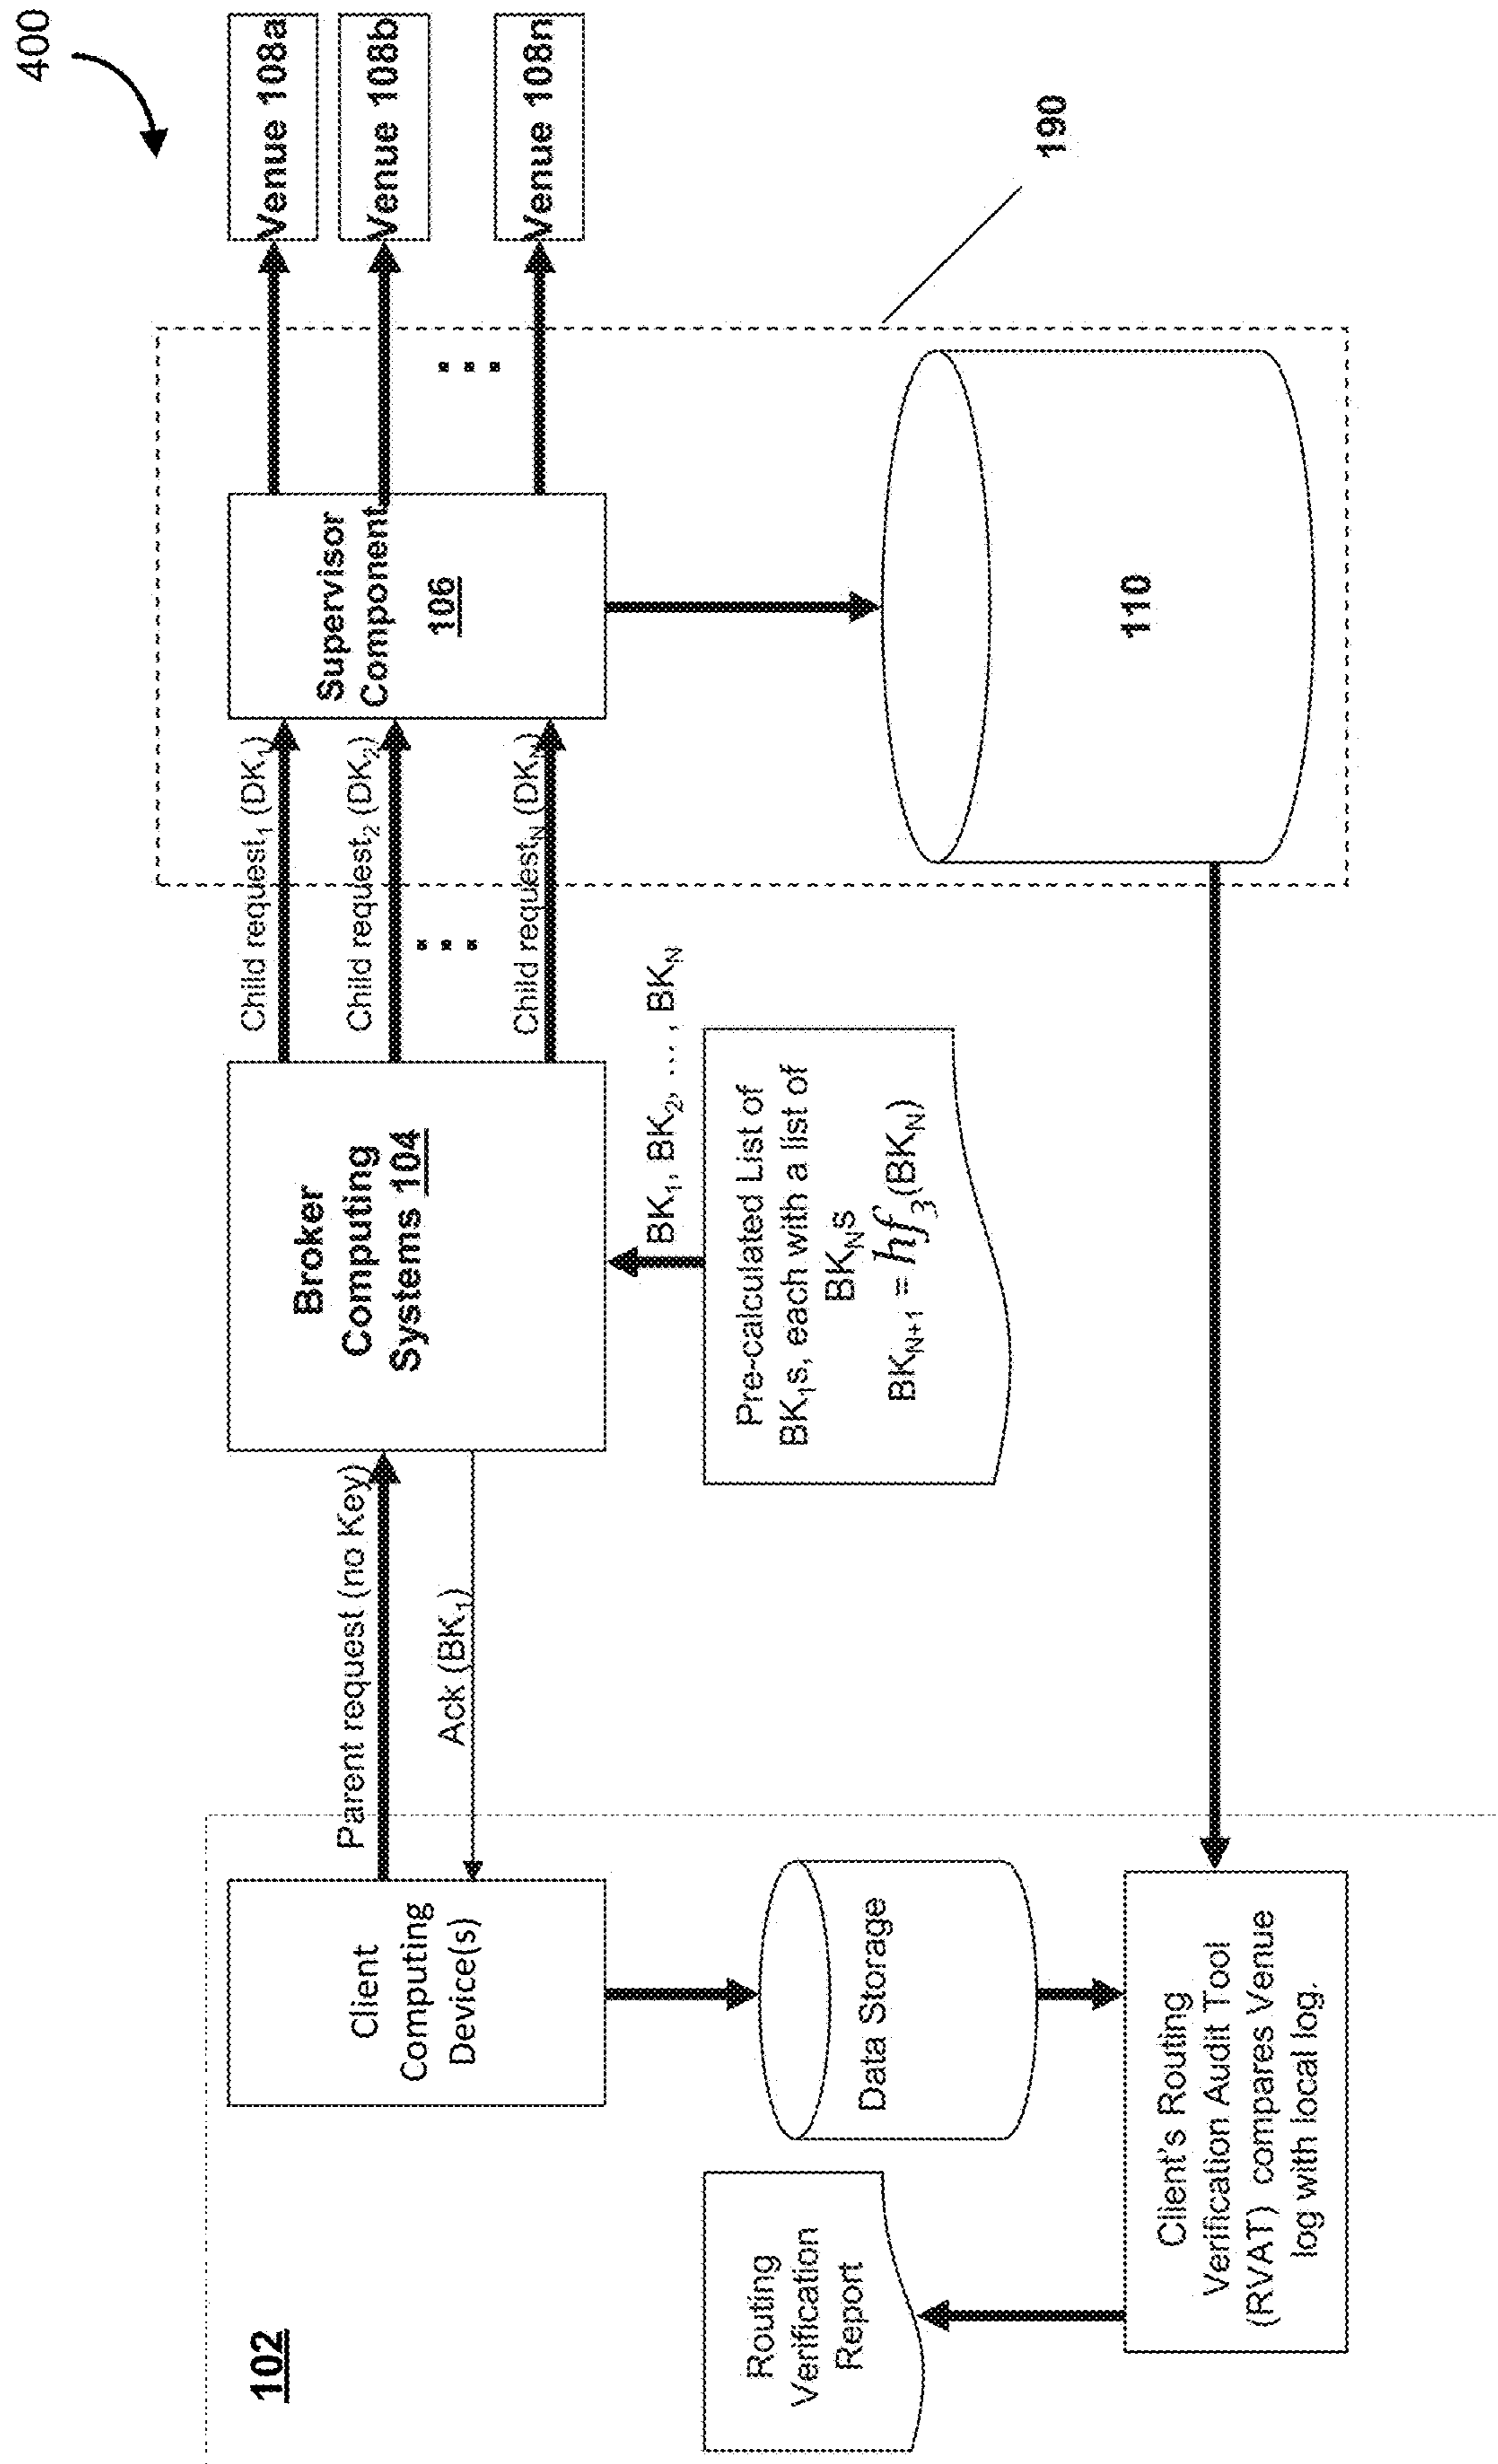 400
102
Client
Computing
Device(s)
Parent request (no Key)
Ack (BK₁)
Broker
Computing
Systems 104
Child request₁ (DK₁)
Child request₂ (DK₂)
Child requestN (DKN)
Supervisor
Component
106
Venue 108a
Venue 108b
Venue 108n
190
BK₁, BK₂, ..., BKN
Pre-calculated List of
BK₁s, each with a list of
BKNs
BKN+1 = hf₃(BKN)
110
Data Storage
Routing
Verification
Report
Client's Routing
Verification Audit Tool
(RVAT) compares Venue
log with local log.